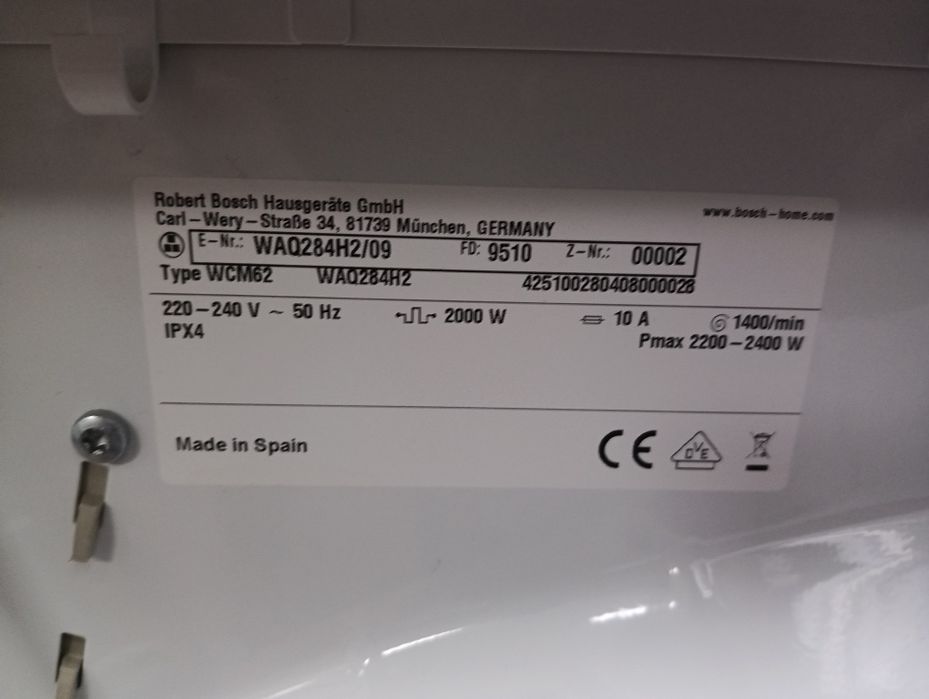 Robert Bosch Hausgeräte GmbH
www.bosch-home.com
Carl-Wery-Straße 34, 81739 München, GERMANY
E-Nr.: WAQ284H2/09 FD: 9510 Z-Nr.: 00002
Type WCM62 WAQ284H2 425100280408000028
220-240 V ~ 50 Hz 2000 W 10 A 1400/min
IPX4 Pmax 2200-2400 W
Made in Spain CE DVE